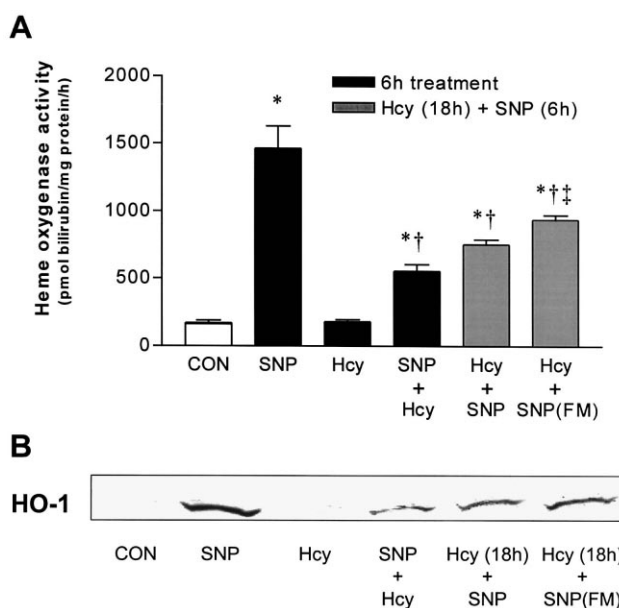 A
Heme oxygenase activity
(pmol bilirubin/mg protein/h)
2000
1500
1000
500
0
6h treatment
Hcy (18h) + SNP (6h)
*
*†
*†
*†‡
CON SNP Hcy SNP + Hcy Hcy + SNP Hcy + SNP(FM)
B
HO-1
CON SNP Hcy SNP + Hcy Hcy (18h) + SNP Hcy (18h) + SNP(FM)